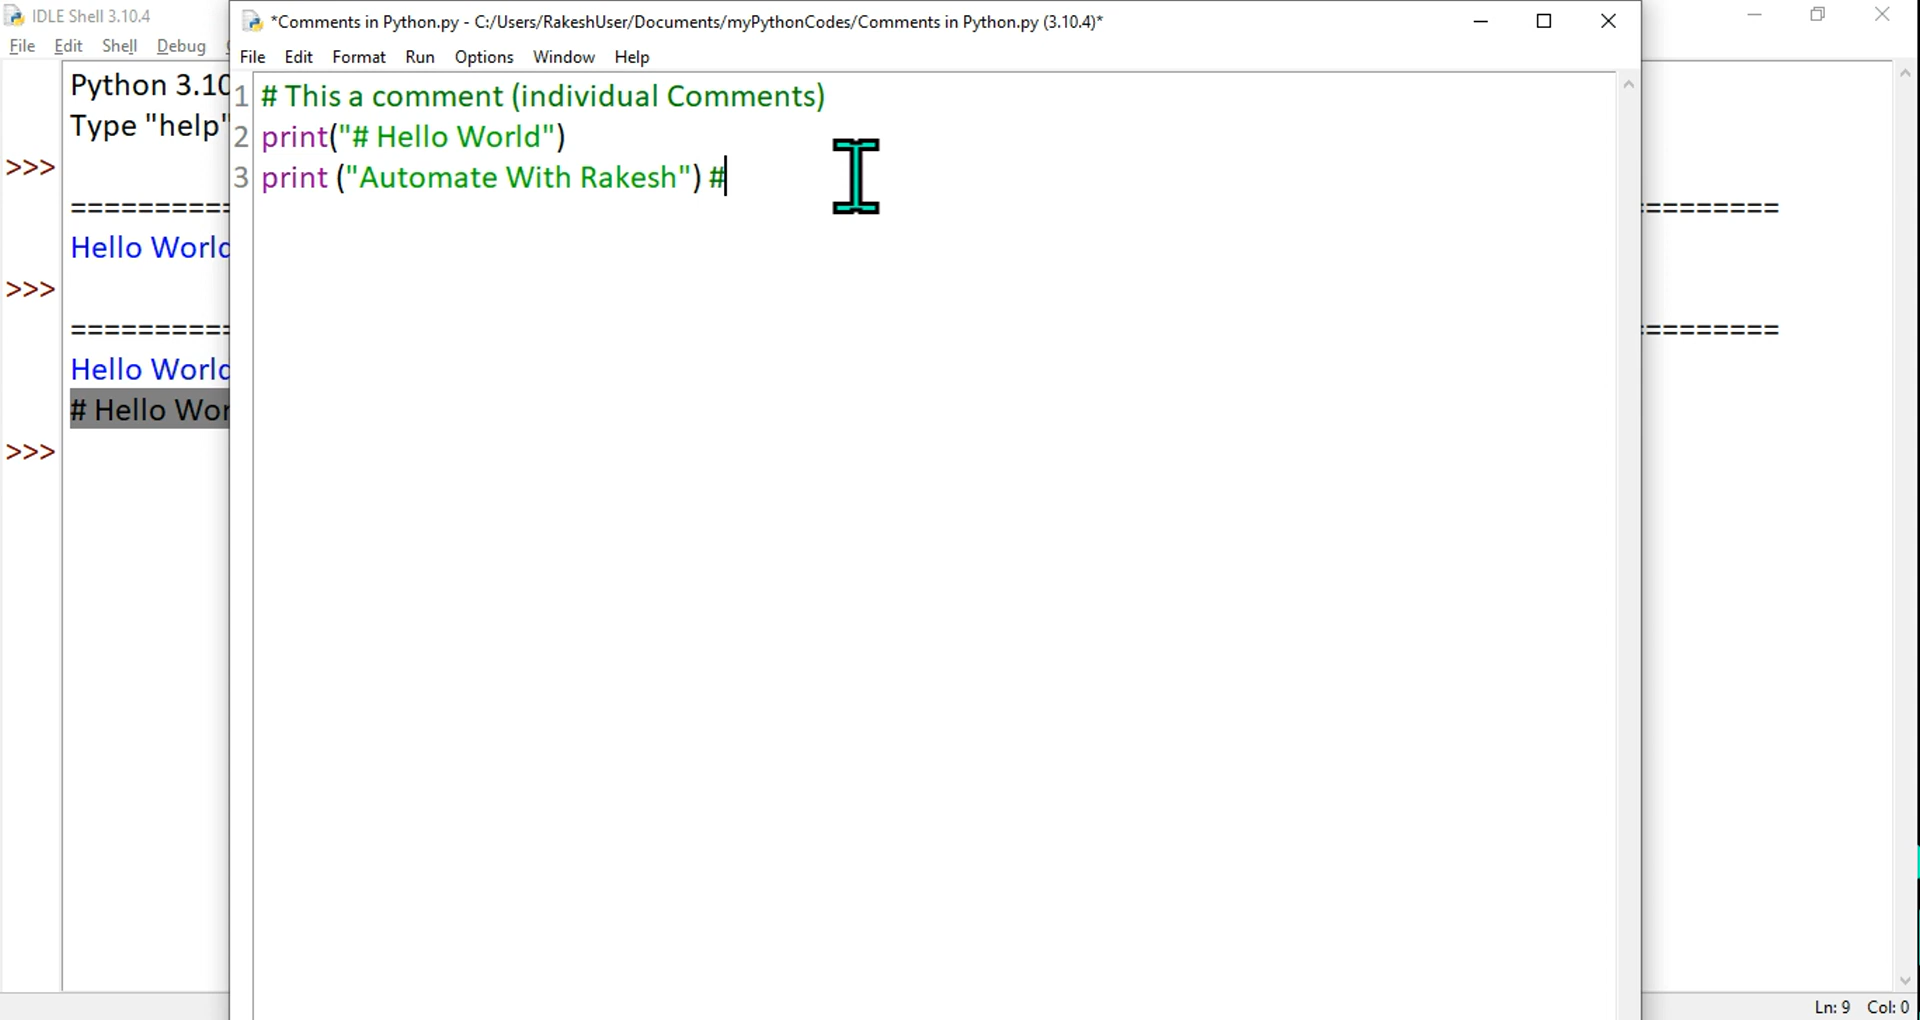 IDLE Shell 3.10.4
File Edit Shell Debug
Python 3.10
Type "help"
>>>
==========
Hello World
>>>
==========
Hello World
# Hello Wor
>>>
*Comments in Python.py - C:/Users/RakeshUser/Documents/myPythonCodes/Comments in Python.py (3.10.4)*
File Edit Format Run Options Window Help
1 # This a comment (individual Comments)
2 print("# Hello World")
3 print ("Automate With Rakesh") #
========
========
Ln: 9 Col: 0